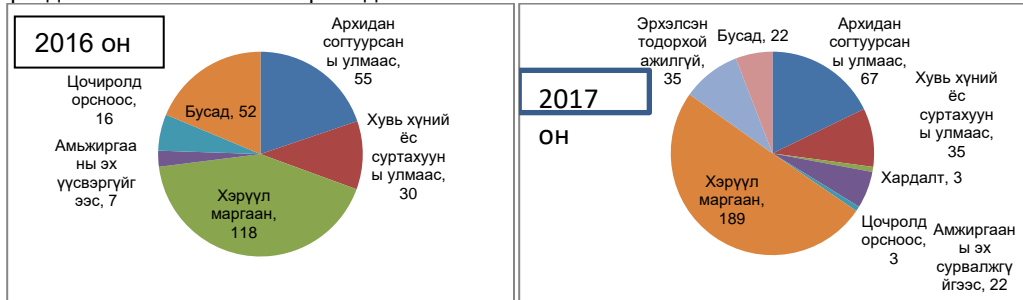 2016 он
Архидан
согтуурсан
ы улмаас,
55
Хувь хүний
ёс
суртахуун
ы улмаас,
30
Хэрүүл
маргаан,
118
Амьжиргаа
ны эх
үүсвэргүйг
ээс, 7
Цочиролд
орсноос,
16
Бусад, 52
2017
он
Архидан
согтуурсан
ы улмаас,
67
Хувь хүний
ёс
суртахуун
ы улмаас,
35
Хардалт, 3
Амжиргаан
ы эх
сурвалжгү
йгээс, 22
Цочролд
орсноос,
3
Хэрүүл
маргаан,
189
Эрхэлсэн
тодорхой
ажилгүй,
35
Бусад, 22